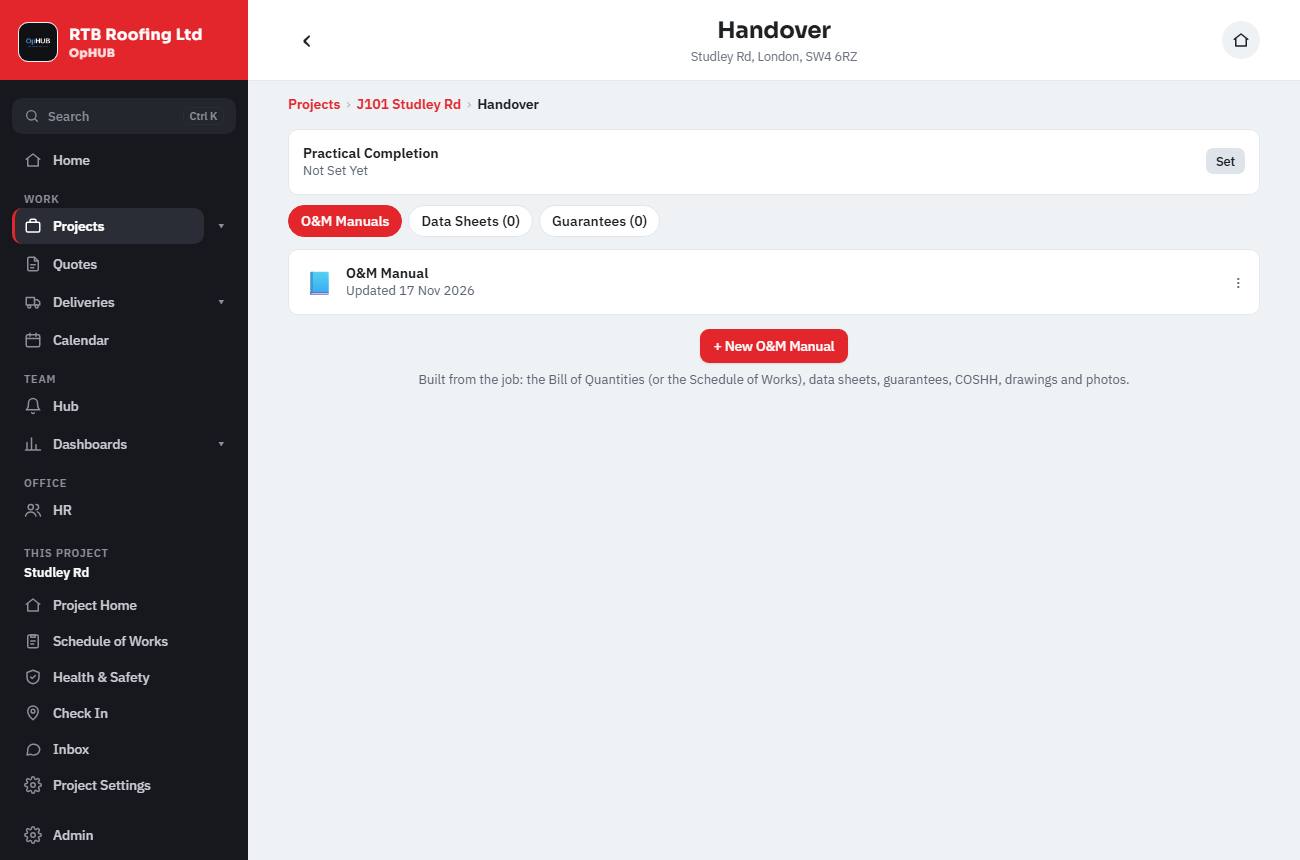 OpHUB
RTB Roofing Ltd
OpHUB
Search
Ctrl K
Home
WORK
Projects
Quotes
Deliveries
Calendar
TEAM
Hub
Dashboards
OFFICE
HR
THIS PROJECT
Studley Rd
Project Home
Schedule of Works
Health & Safety
Check In
Inbox
Project Settings
Admin
Handover
Studley Rd, London, SW4 6RZ
Projects › J101 Studley Rd › Handover
Practical Completion
Not Set Yet
Set
O&M Manuals
Data Sheets (0)
Guarantees (0)
O&M Manual
Updated 17 Nov 2026
+ New O&M Manual
Built from the job: the Bill of Quantities (or the Schedule of Works), data sheets, guarantees, COSHH, drawings and photos.